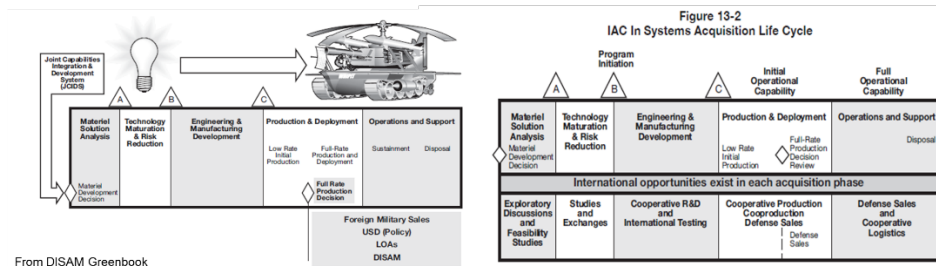 Joint Capabilities
Integration &
Development
System
(JCIDS)
A
B
C
Materiel
Solution
Analysis
Technology
Maturation
& Risk
Reduction
Engineering &
Manufacturing
Development
Production & Deployment
Operations and Support
Low Rate
Initial
Production
Full-Rate
Production and
Deployment
Sustainment
Disposal
Materiel
Development
Decision
Full Rate
Production
Decision
Foreign Military Sales
USD (Policy)
LOAs
DISAM
From DISAM Greenbook
Figure 13-2
IAC In Systems Acquisition Life Cycle
Program
Initiation
Initial
Operational
Capability
Full
Operational
Capability
A
B
C
Materiel
Solution
Analysis
Materiel
Development
Decision
Technology
Maturation
& Risk
Reduction
Engineering &
Manufacturing
Development
Production & Deployment
Low Rate
Initial
Production
Full-Rate
Production
Decision
Review
Operations and Support
Disposal
International opportunities exist in each acquisition phase
Exploratory
Discussions
and
Feasibility
Studies
Studies
and
Exchanges
Cooperative R&D
and
International Testing
Cooperative Production
Coproduction
Defense Sales
Defense
Sales
Defense Sales
and
Cooperative
Logistics